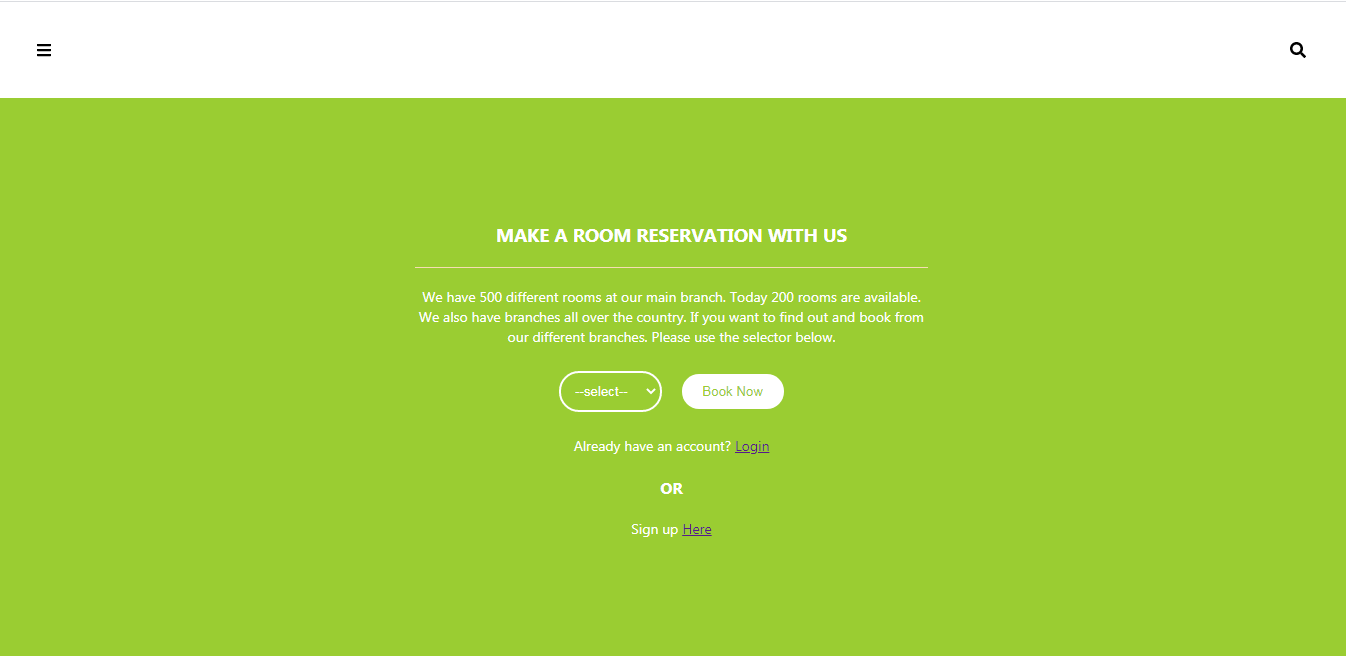 MAKE A ROOM RESERVATION WITH US
We have 500 different rooms at our main branch. Today 200 rooms are available.
We also have branches all over the country. If you want to find out and book from
our different branches. Please use the selector below.
--select-- Book Now
Already have an account? Login
OR
Sign up Here